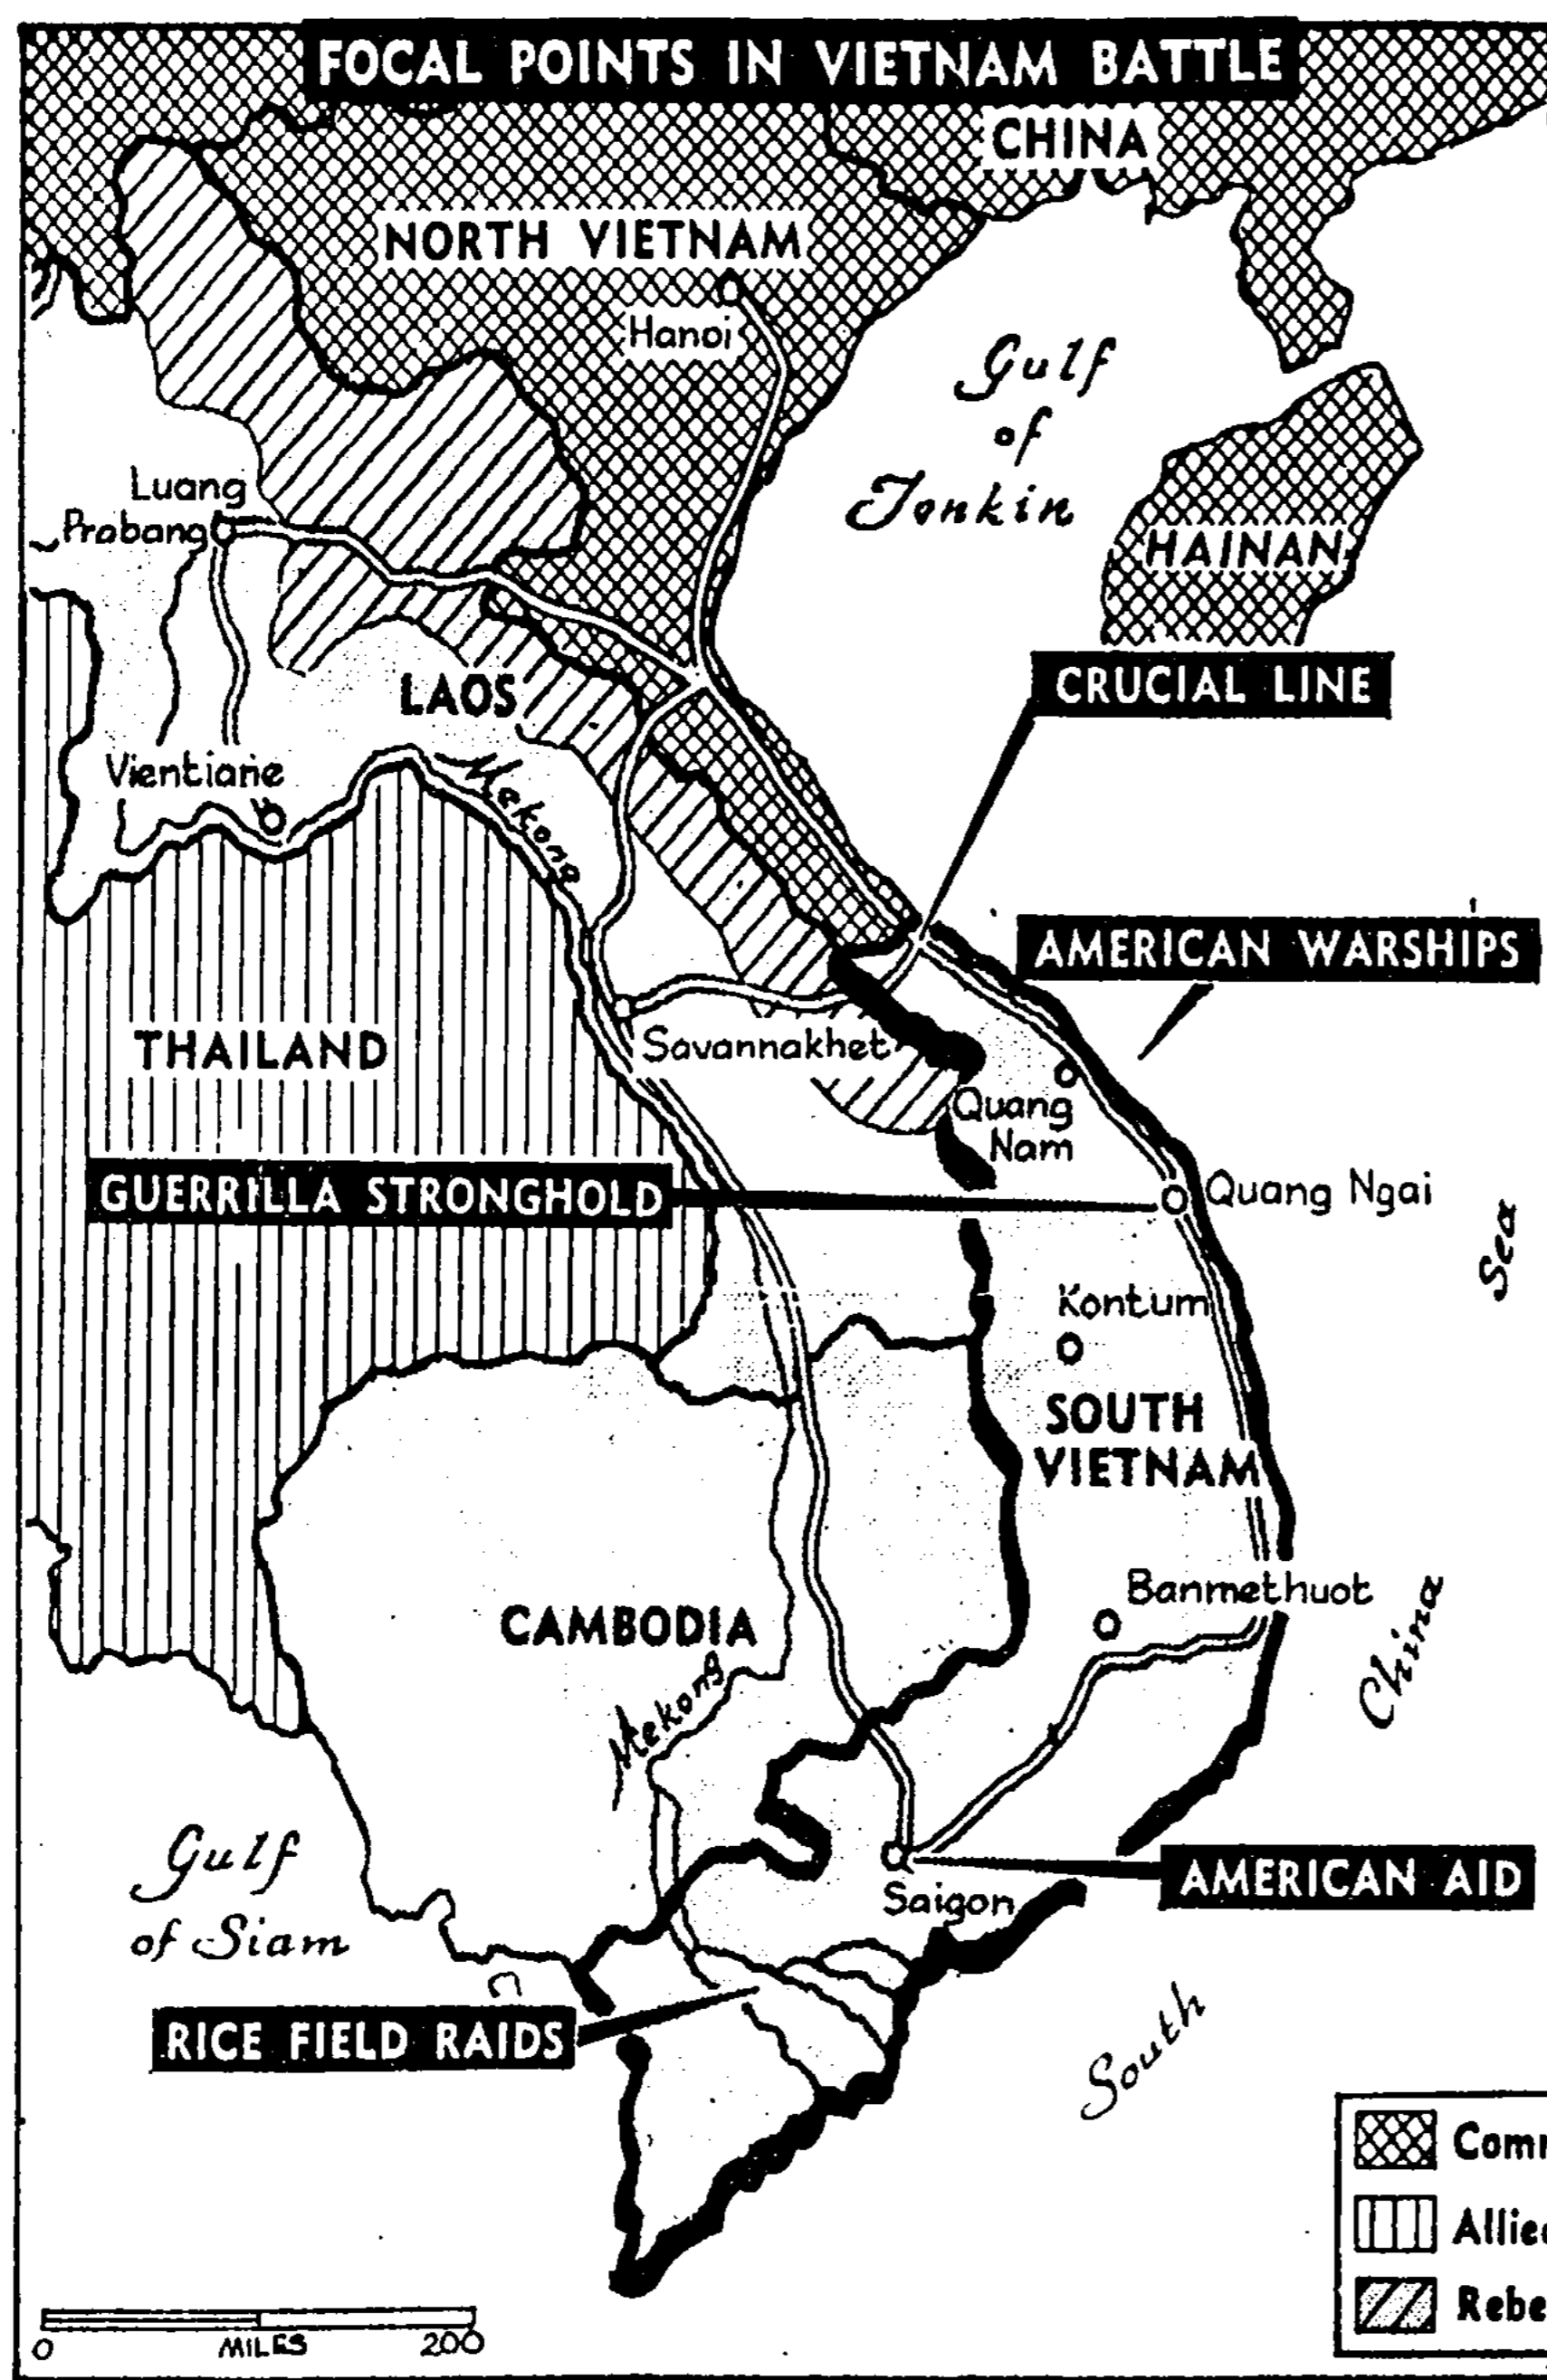 FOCAL POINTS IN VIETNAM BATTLE
CHINA
NORTH VIETNAM
Hanoi
Gulf
of
Tonkin
HAINAN
Luang
Prabang
LAOS
CRUCIAL LINE
Vientiane
Mekong
AMERICAN WARSHIPS
THAILAND
Savannakhet
Quang
Nam
GUERRILLA STRONGHOLD
Quang Ngai
Sea
Kontum
SOUTH
VIETNAM
Banmethuot
CAMBODIA
China
Mekong
Gulf
of Siam
AMERICAN AID
Saigon
RICE FIELD RAIDS
South
0 MILES 200